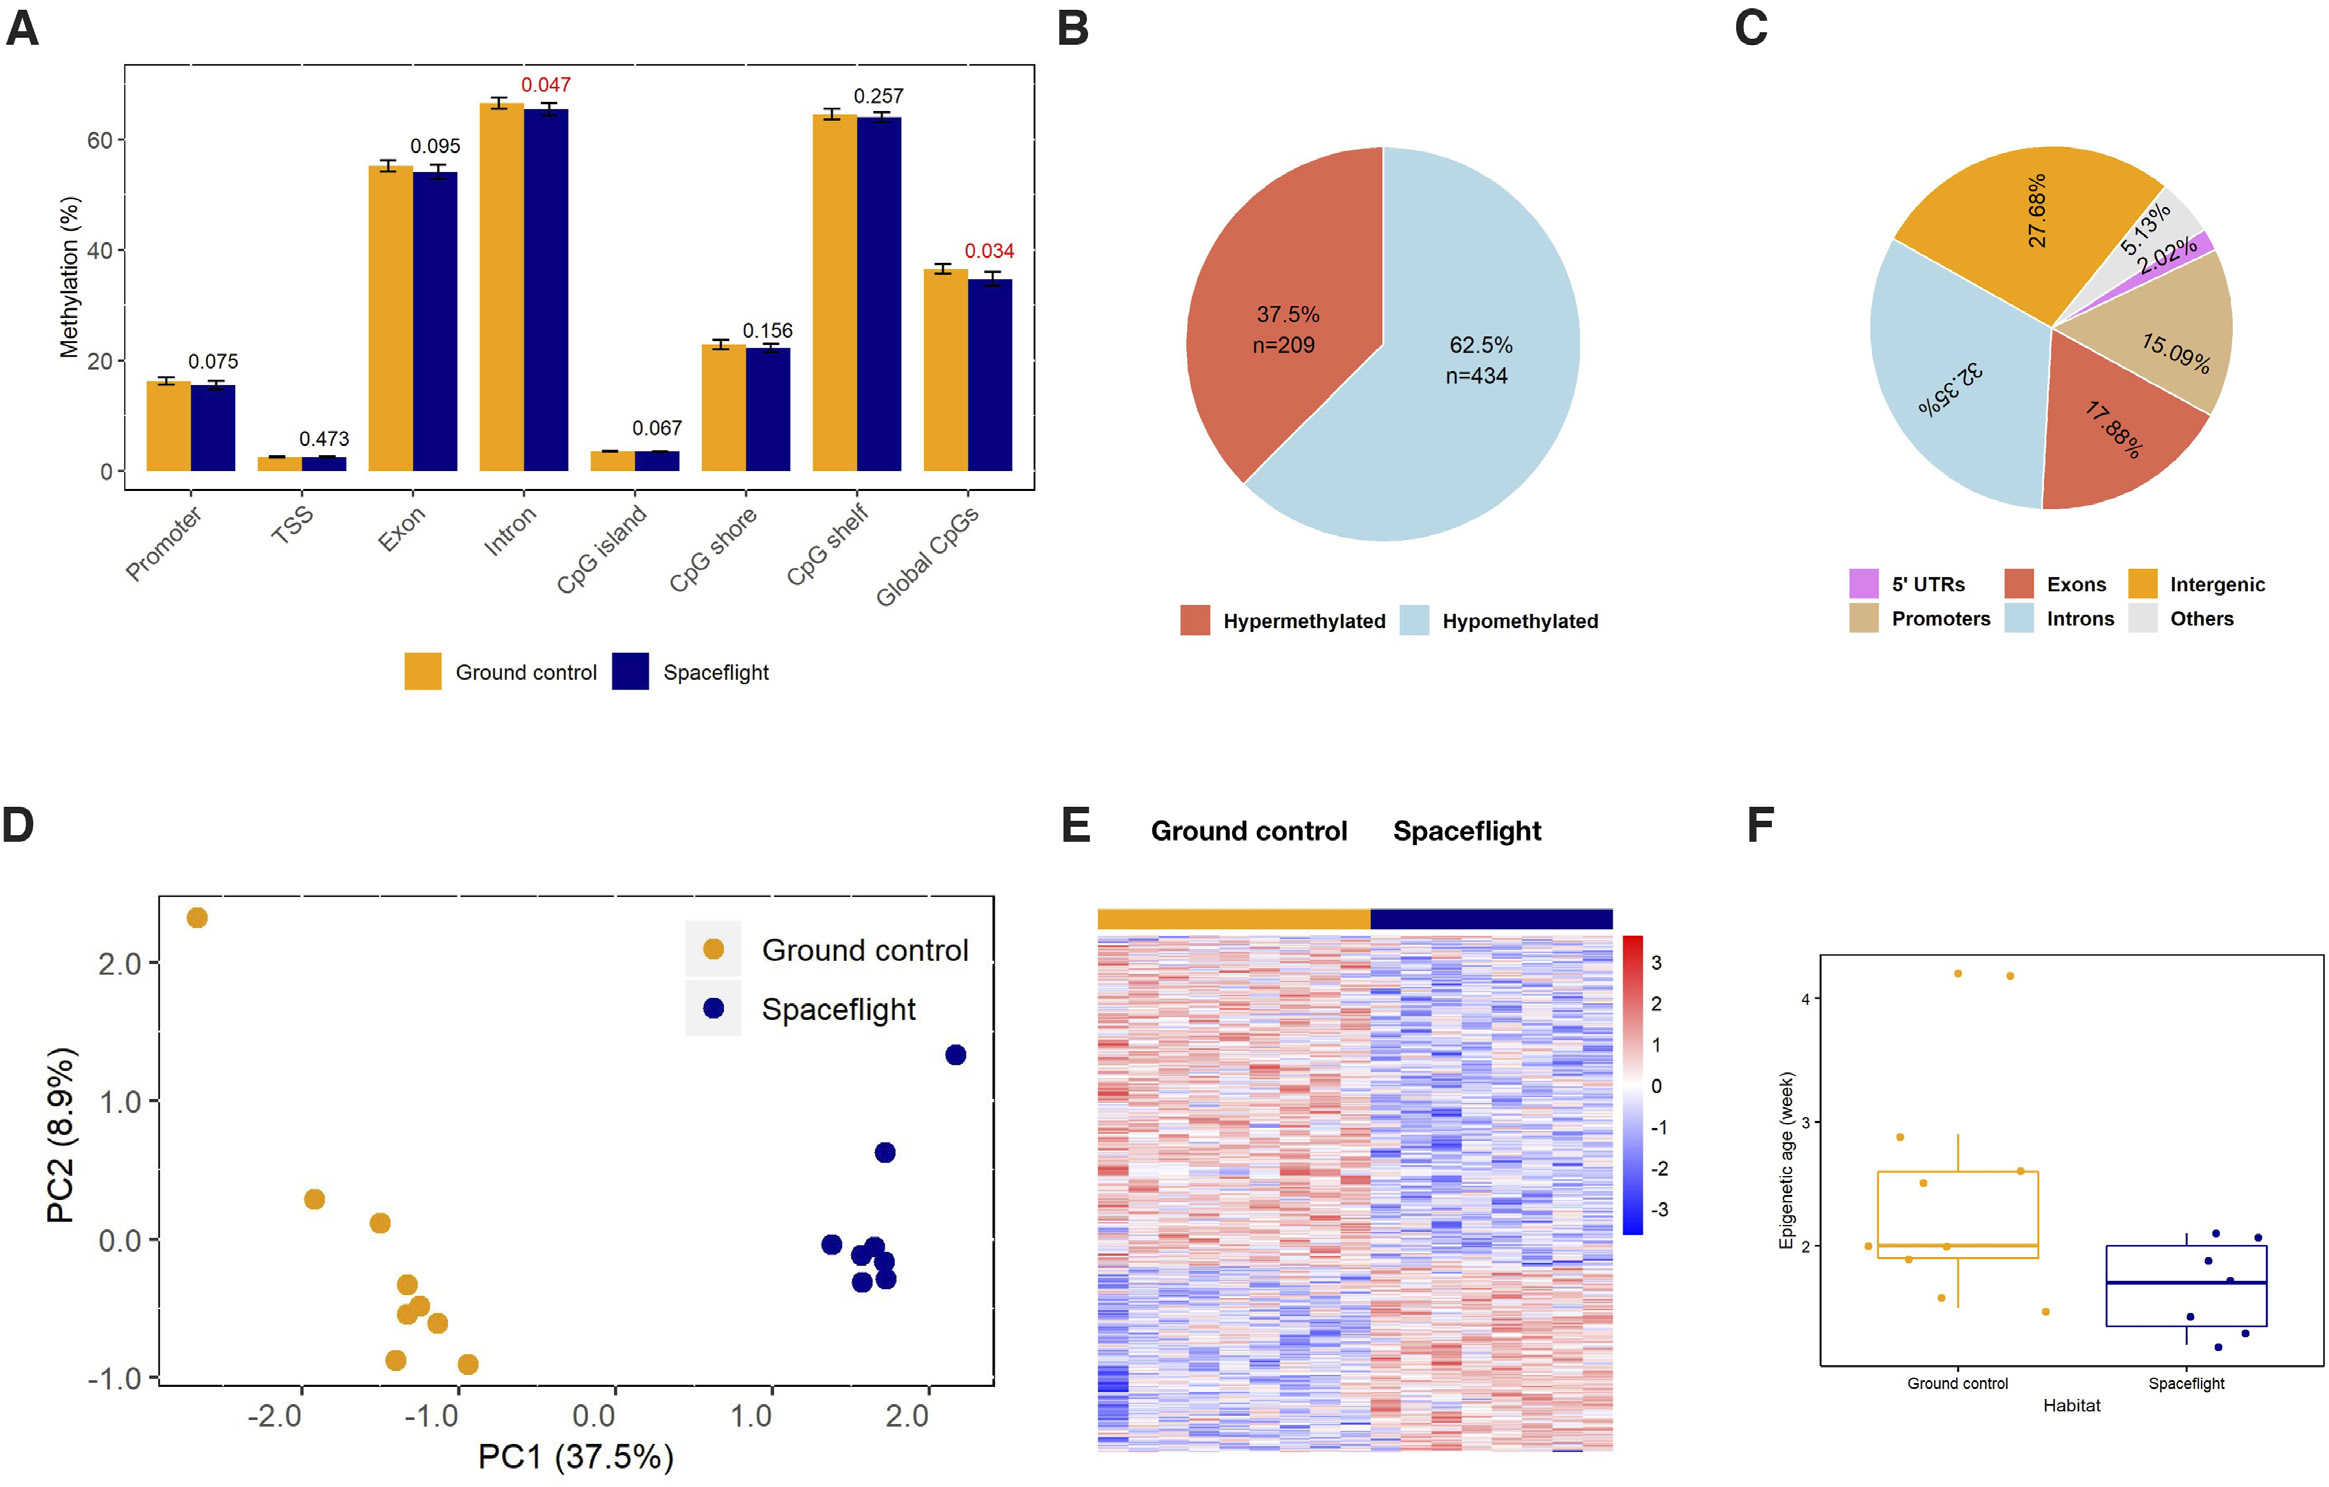 A
0.075
0.473
0.095
0.047
0.067
0.156
0.257
0.034
Methylation (%)
60
40
20
0
Promoter
TSS
Exon
Intron
CpG island
CpG shore
CpG shelf
Global CpGs
Ground control
Spaceflight
B
37.5%
n=209
62.5%
n=434
Hypermethylated
Hypomethylated
C
27.68%
5.13%
2.02%
15.09%
17.88%
32.35%
5' UTRs
Exons
Intergenic
Promoters
Introns
Others
D
Ground control
Spaceflight
PC2 (8.9%)
2.0
1.0
0.0
-1.0
-2.0
-1.0
0.0
1.0
2.0
PC1 (37.5%)
E
Ground control
Spaceflight
3
2
1
0
-1
-2
-3
F
Epigenetic age (week)
4
3
2
Ground control
Spaceflight
Habitat